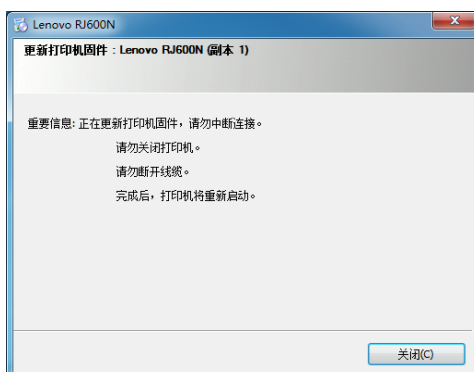 Lenovo RJ600N
更新打印机固件：Lenovo RJ600N (副本 1)
重要信息: 正在更新打印机固件，请勿中断连接。
请勿关闭打印机。
请勿断开线缆。
完成后，打印机将重新启动。
关闭(C)